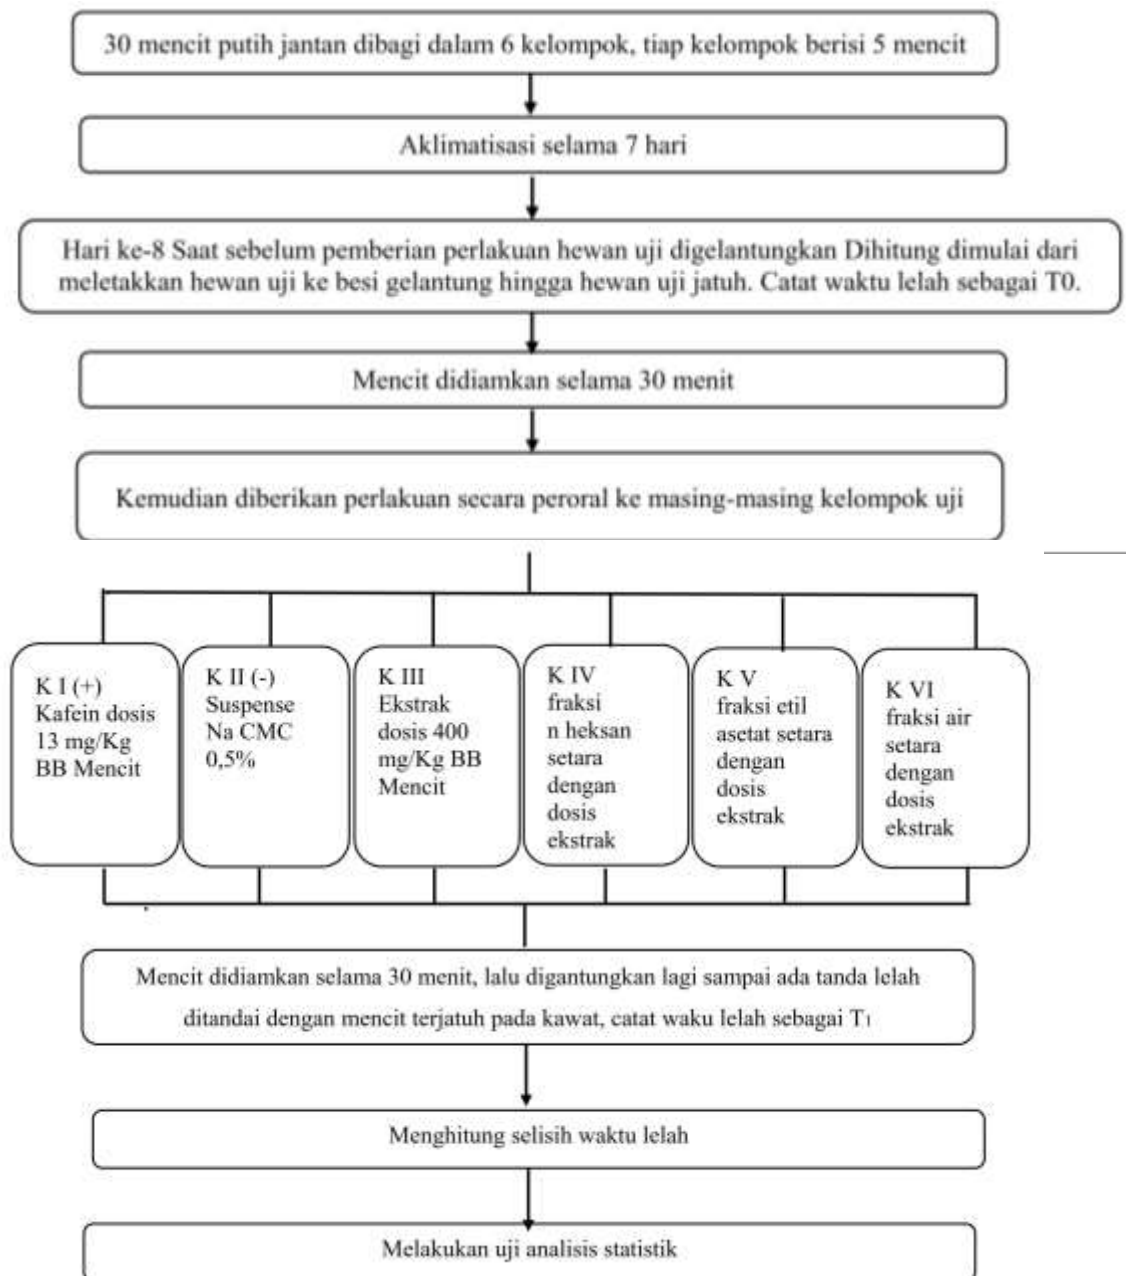 30 mencit putih jantan dibagi dalam 6 kelompok, tiap kelompok berisi 5 mencit
Aklimatisasi selama 7 hari
Hari ke-8 Saat sebelum pemberian perlakuan hewan uji digelantungkan Dihitung dimulai dari
meletakkan hewan uji ke besi gelantung hingga hewan uji jatuh. Catat waktu lelah sebagai T0.
Mencit didiamkan selama 30 menit
Kemudian diberikan perlakuan secara peroral ke masing-masing kelompok uji
K I (+)
Kafein dosis
13 mg/Kg
BB Mencit
K II (-)
Suspense
Na CMC
0,5%
K III
Ekstrak
dosis 400
mg/Kg BB
Mencit
K IV
fraksi
n heksan
setara
dengan
dosis
ekstrak
K V
fraksi etil
asetat setara
dengan
dosis
ekstrak
K VI
fraksi air
setara
dengan
dosis
ekstrak
Mencit didiamkan selama 30 menit, lalu digantungkan lagi sampai ada tanda lelah
ditandai dengan mencit terjatuh pada kawat, catat waku lelah sebagai T₁
Menghitung selisih waktu lelah
Melakukan uji analisis statistik